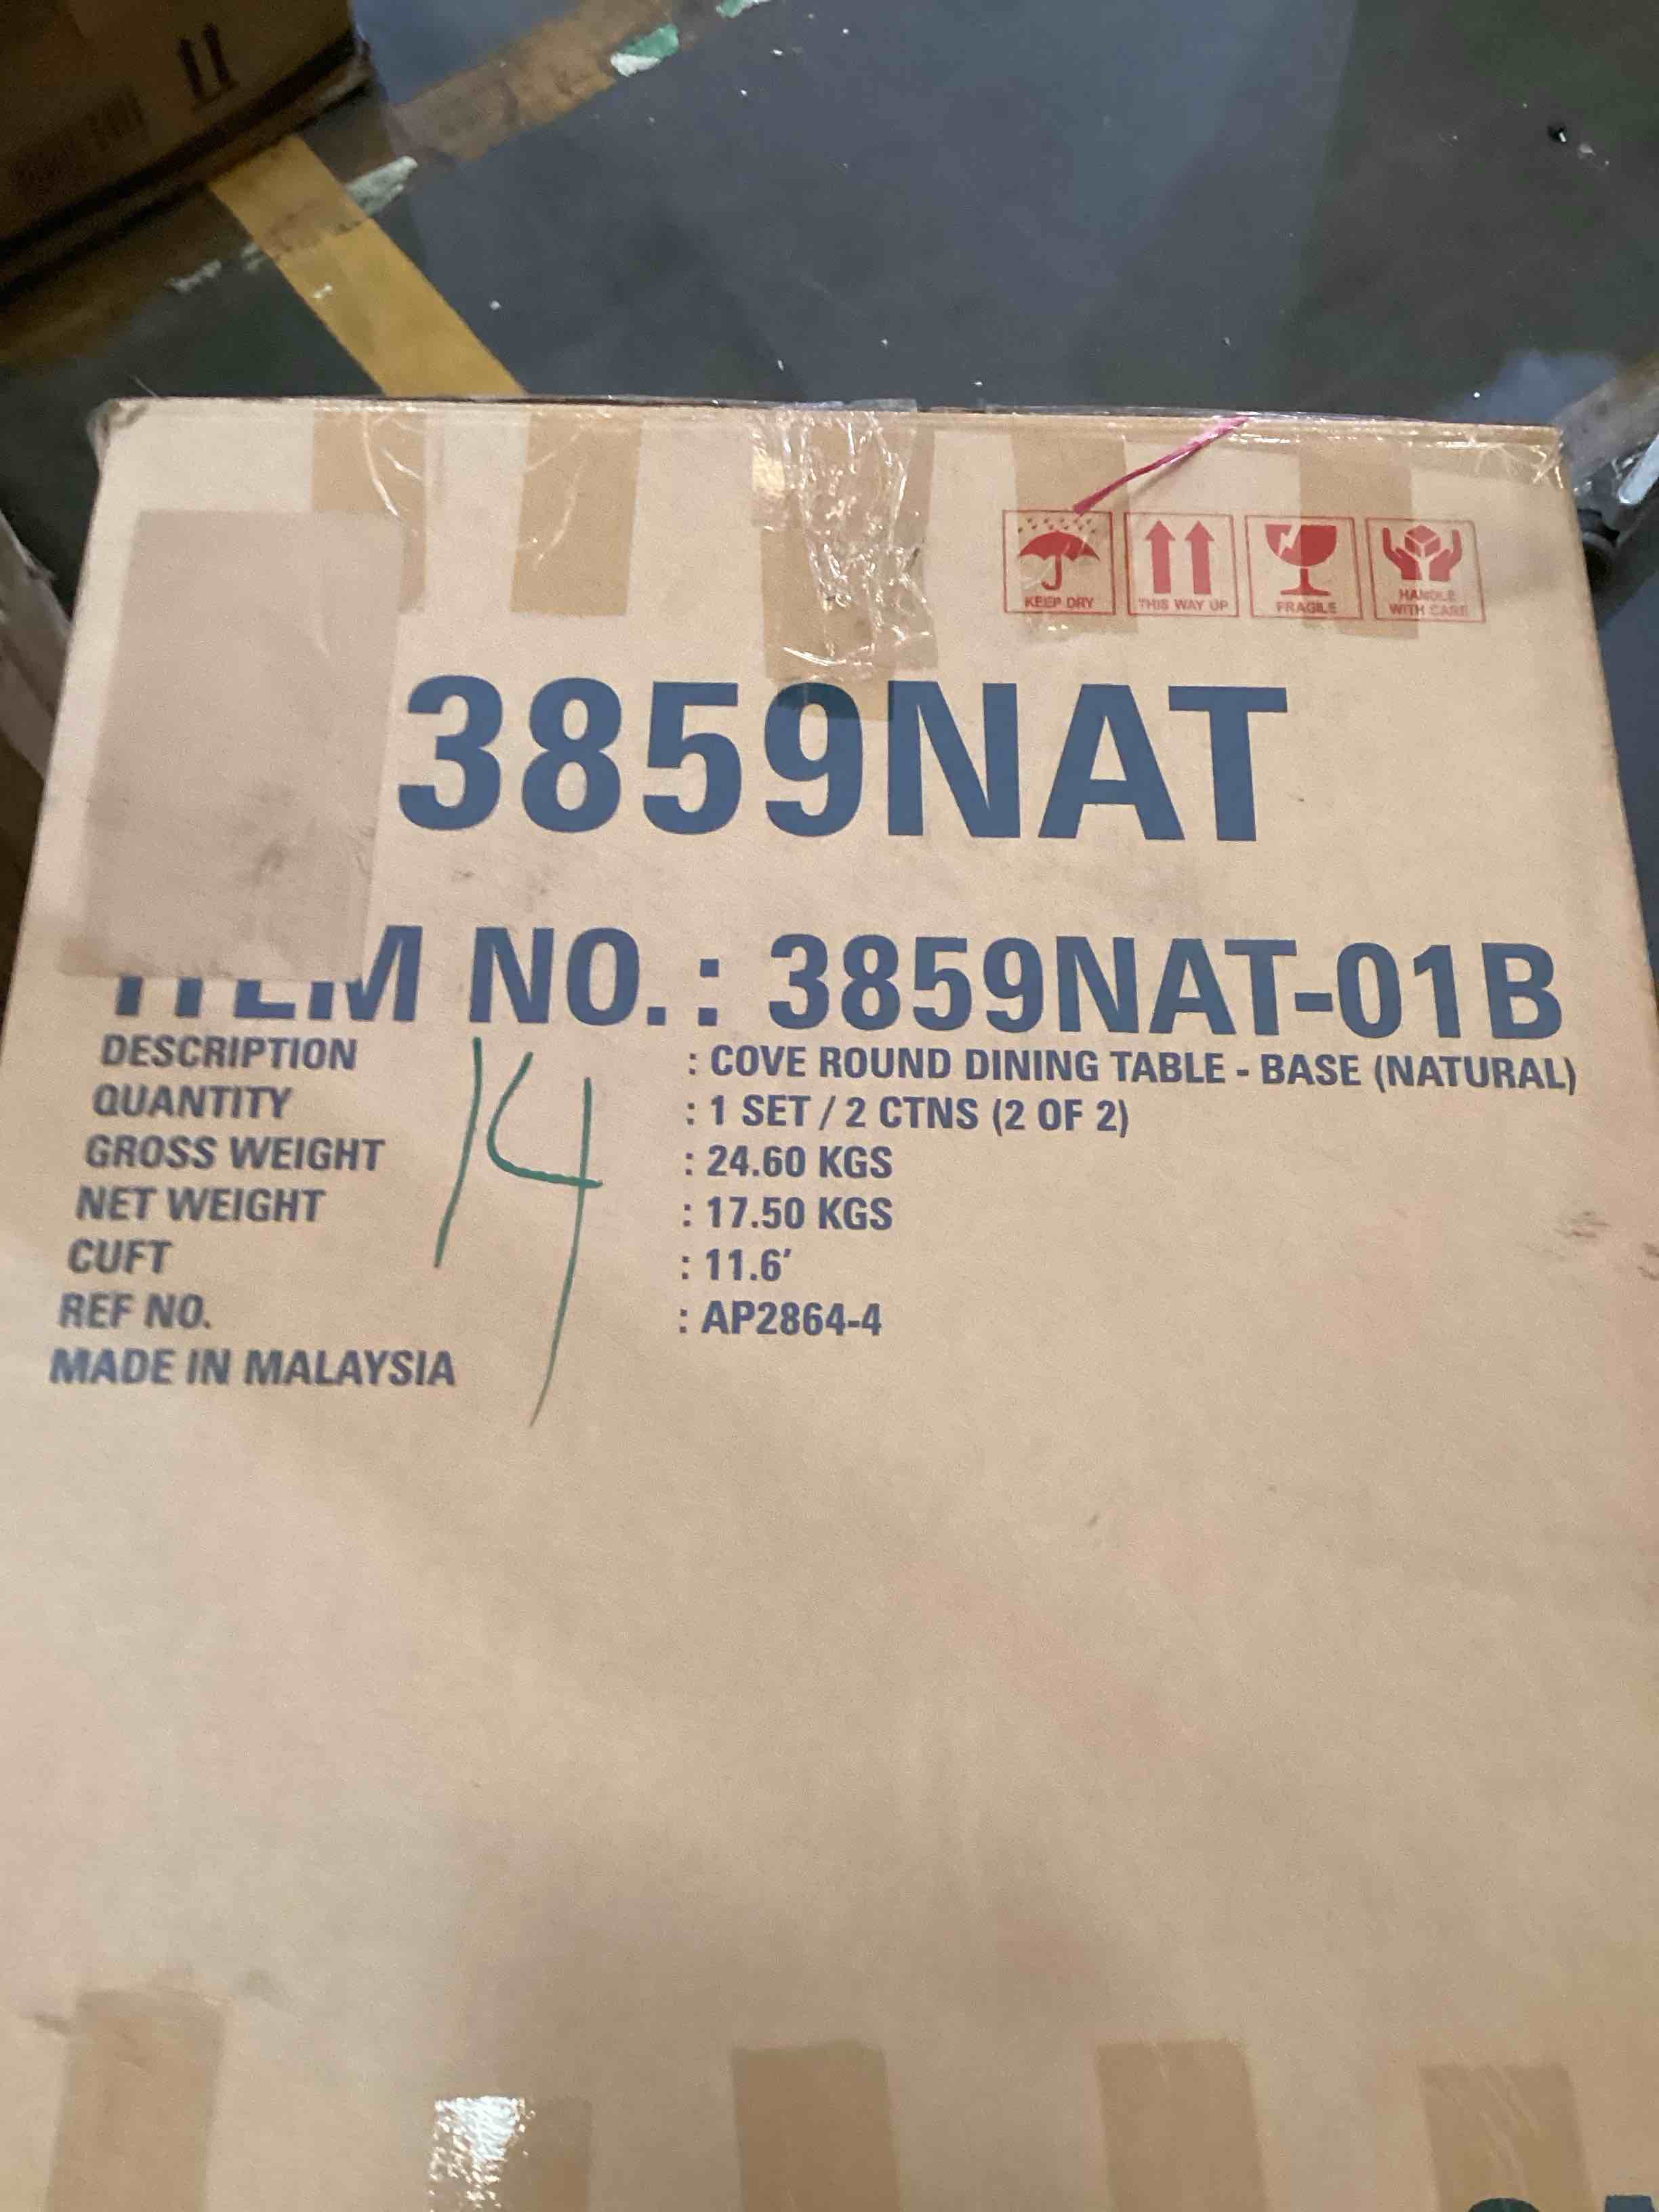 KEEP DRY
THIS WAY UP
FRAGILE
HANDLE
WITH CARE
3859NAT
ITEM NO. : 3859NAT-01B
DESCRIPTION : COVE ROUND DINING TABLE - BASE (NATURAL)
QUANTITY : 1 SET / 2 CTNS (2 OF 2)
GROSS WEIGHT : 24.60 KGS
NET WEIGHT : 17.50 KGS
CUFT : 11.6'
REF NO. : AP2864-4
MADE IN MALAYSIA
14